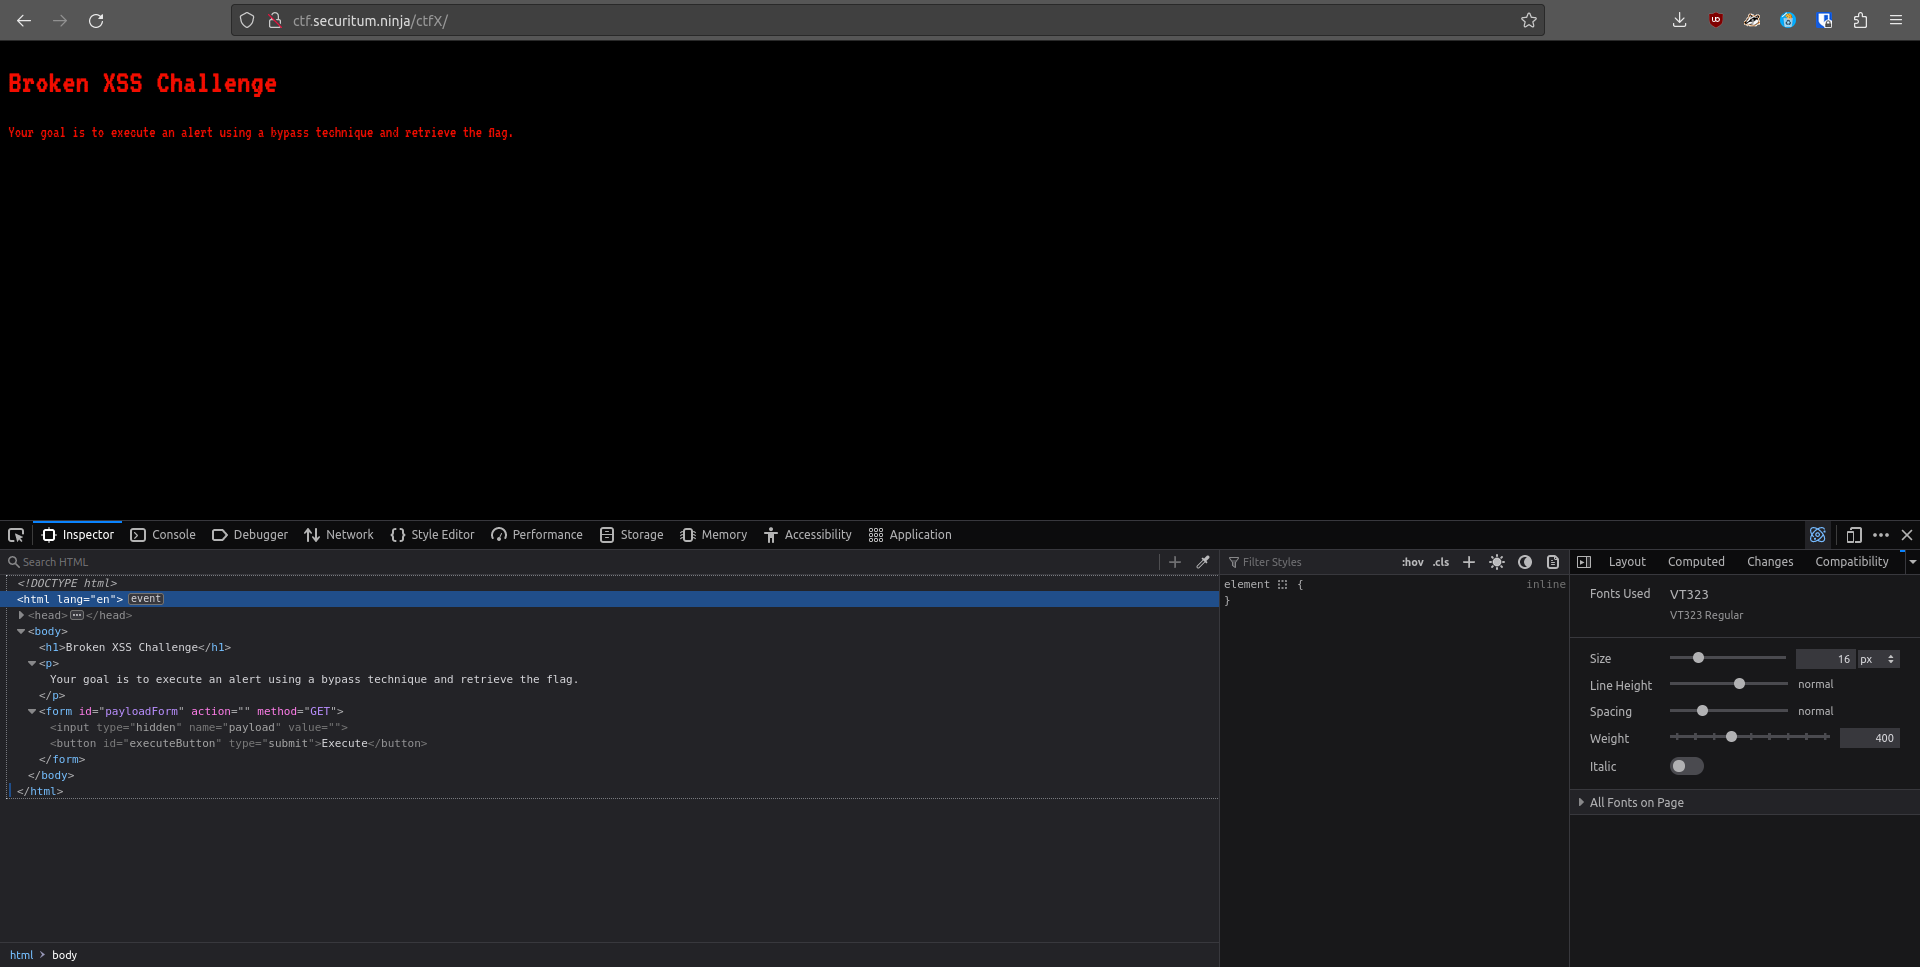 ctf.securitum.ninja/ctfX/
Broken XSS Challenge
Your goal is to execute an alert using a bypass technique and retrieve the flag.
Inspector Console Debugger Network Style Editor Performance Storage Memory Accessibility Application
Search HTML
<!DOCTYPE html>
<html lang="en"> event
<head> ••• </head>
<body>
<h1>Broken XSS Challenge</h1>
<p>
Your goal is to execute an alert using a bypass technique and retrieve the flag.
</p>
<form id="payloadForm" action="" method="GET">
<input type="hidden" name="payload" value="">
<button id="executeButton" type="submit">Execute</button>
</form>
</body>
</html>
html > body
Filter Styles :hov .cls
element { inline
}
Layout Computed Changes Compatibility
Fonts Used VT323
VT323 Regular
Size 16 px
Line Height normal
Spacing normal
Weight 400
Italic
All Fonts on Page